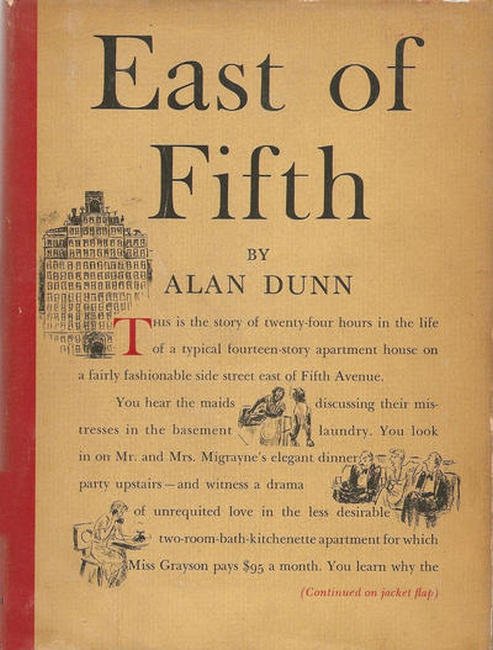 East of
Fifth
BY
ALAN DUNN
THIS is the story of twenty-four hours in the life
of a typical fourteen-story apartment house on
a fairly fashionable side street east of Fifth Avenue.
You hear the maids discussing their mis-
tresses in the basement laundry. You look
in on Mr. and Mrs. Migrayne's elegant dinner
party upstairs—and witness a drama
of unrequited love in the less desirable
two-room-bath-kitchenette apartment for which
Miss Grayson pays $95 a month. You learn why the
(Continued on jacket flap)